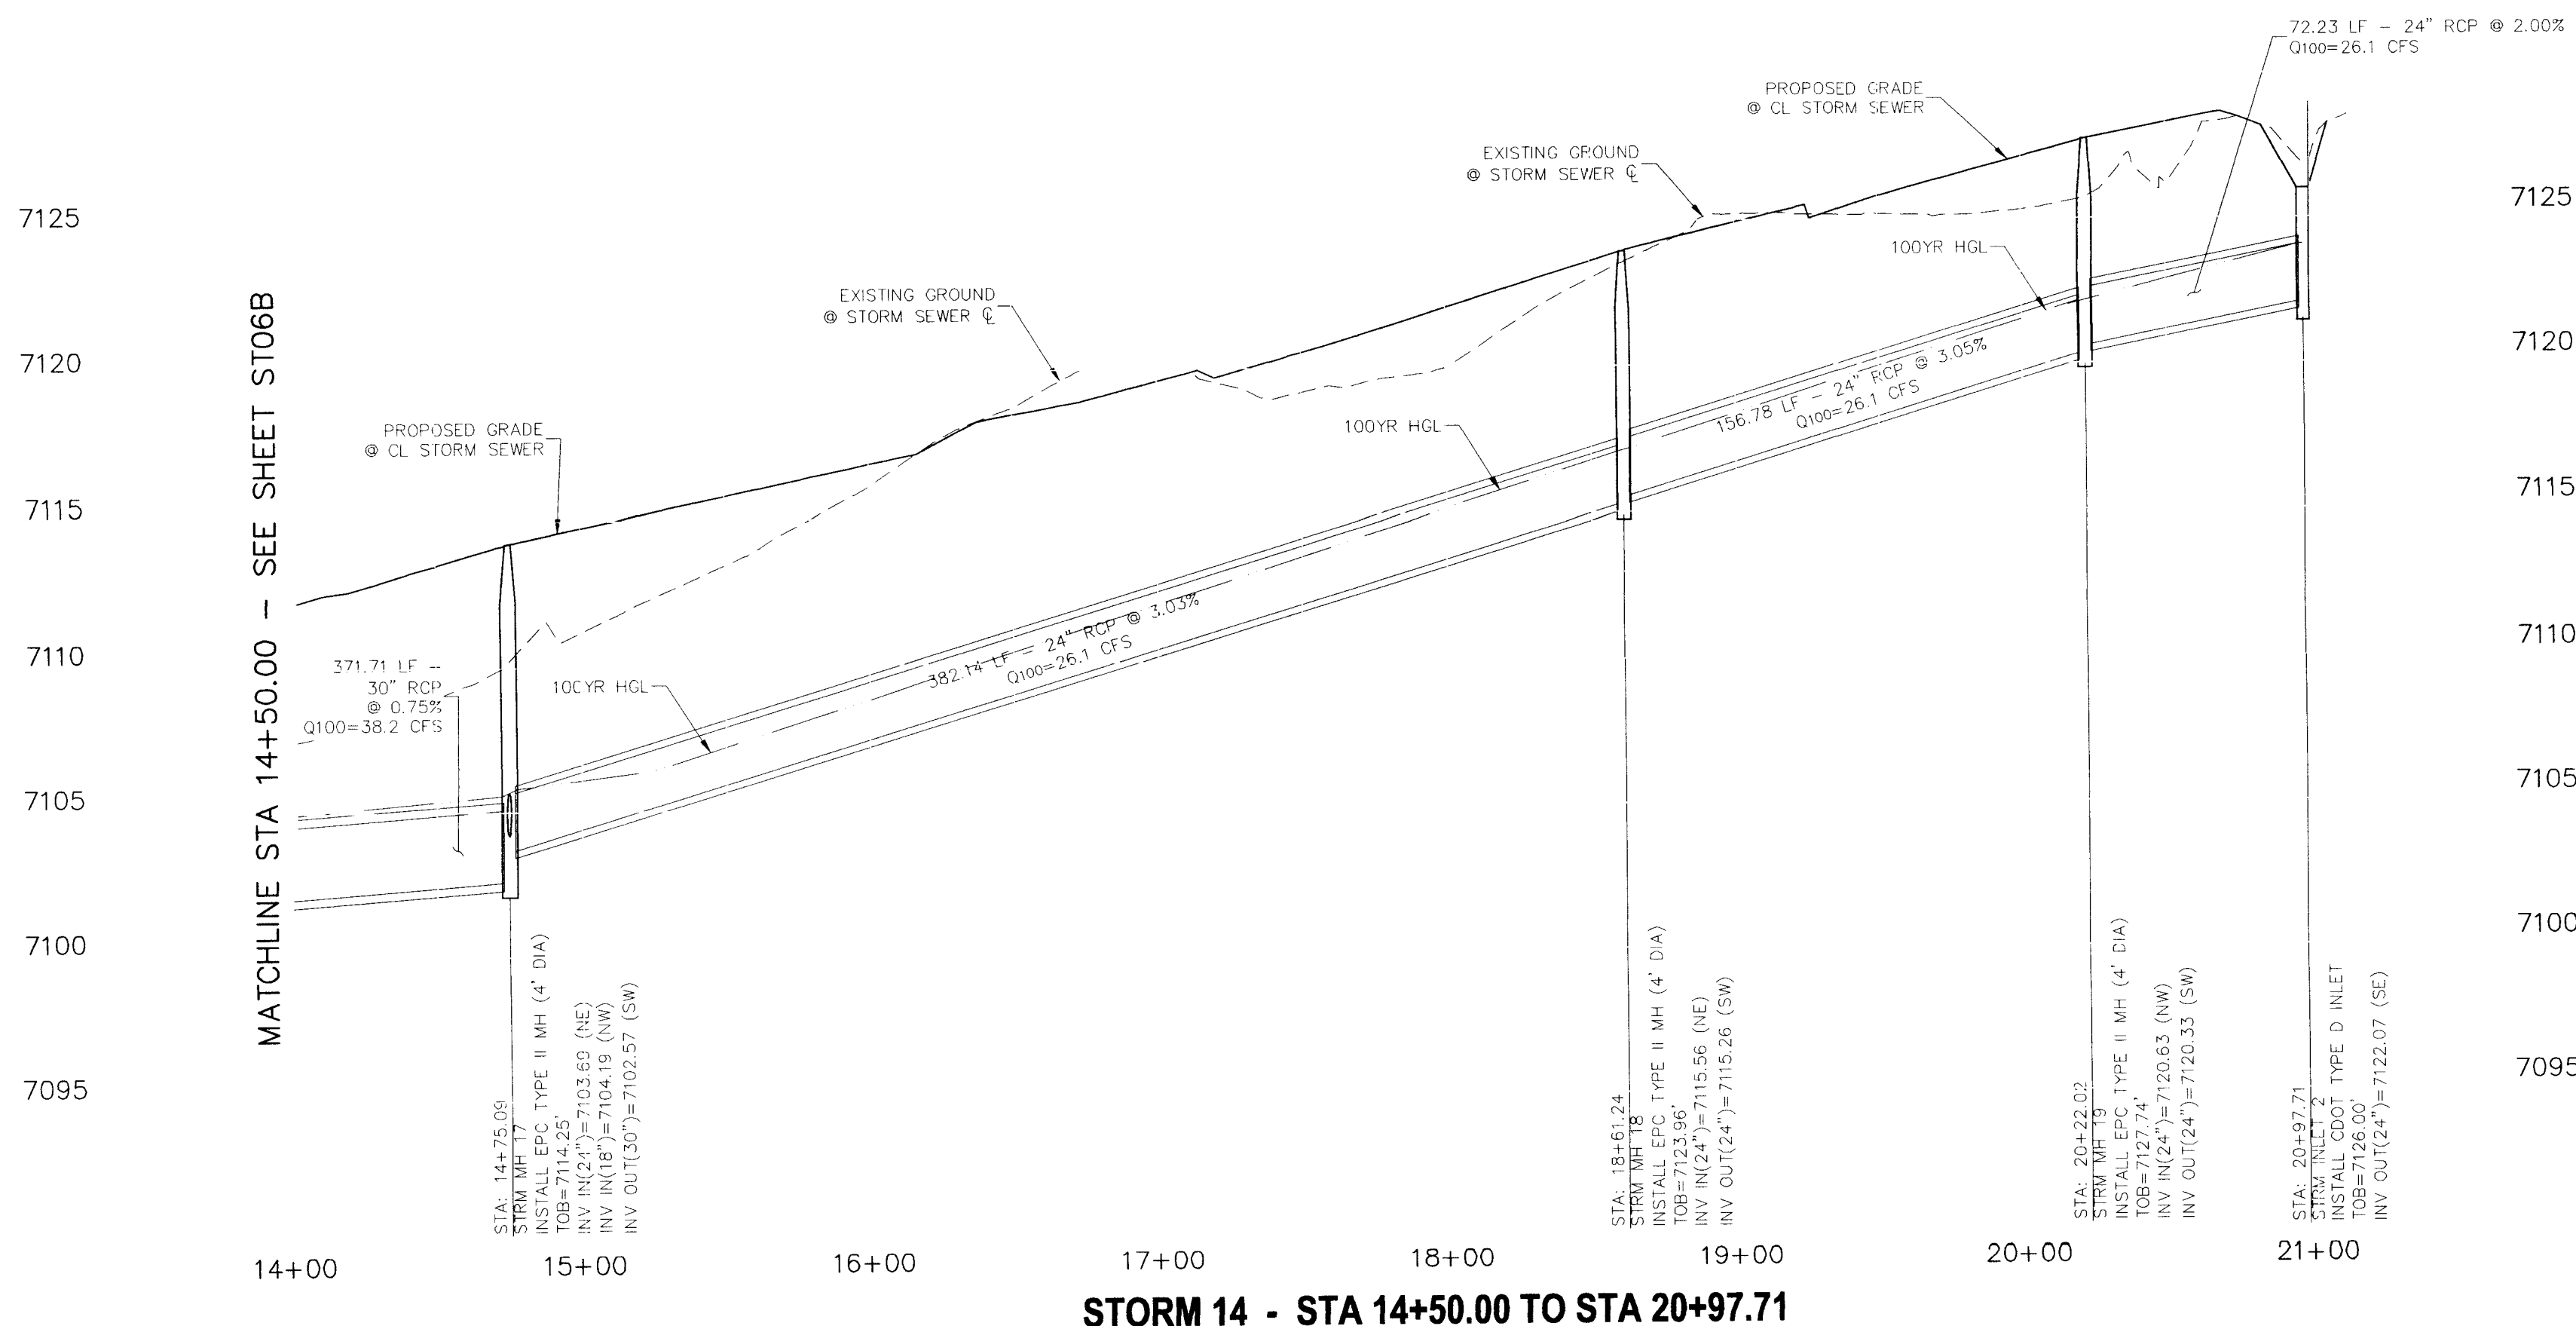 72.23 LF - 24" RCP @ 2.00%
Q100=26.1 CFS
PROPOSED GRADE
@ CL STORM SEWER
EXISTING GROUND
@ STORM SEWER ℄
100YR HGL
EXISTING GROUND
@ STORM SEWER ℄
PROPOSED GRADE
@ CL STORM SEWER
100YR HGL
100YR HGL
7125
7120
7115
7110
7105
7100
7095
7125
7120
7115
7110
7105
7100
7095
MATCHLINE STA 14+50.00 - SEE SHEET ST06B
371.71 LF -
30" RCP
@ 0.75%
Q100=38.2 CFS
382.14 LF - 24" RCP @ 3.03%
Q100=26.1 CFS
156.78 LF - 24" RCP @ 3.05%
Q100=26.1 CFS
STA: 14+75.09
STRM MH 17
INSTALL EPC TYPE II MH (4' DIA)
TOB=7114.25'
INV IN(24")=7103.69 (NE)
INV IN(18")=7104.19 (NW)
INV OUT(30")=7102.57 (SW)
STA: 18+61.24
STRM MH 18
INSTALL EPC TYPE II MH (4' DIA)
TOB=7123.96'
INV IN(24")=7115.56 (NE)
INV OUT(24")=7115.26 (SW)
STA: 20+22.02
STRM MH 19
INSTALL EPC TYPE II MH (4' DIA)
TOB=7127.74'
INV IN(24")=7120.63 (NW)
INV OUT(24")=7120.33 (SW)
STA: 20+97.71
STRM INLET 2
INSTALL CDOT TYPE D INLET
TOB=7126.00'
INV OUT(24")=7122.07 (SE)
14+00
15+00
16+00
17+00
18+00
19+00
20+00
21+00
STORM 14 - STA 14+50.00 TO STA 20+97.71